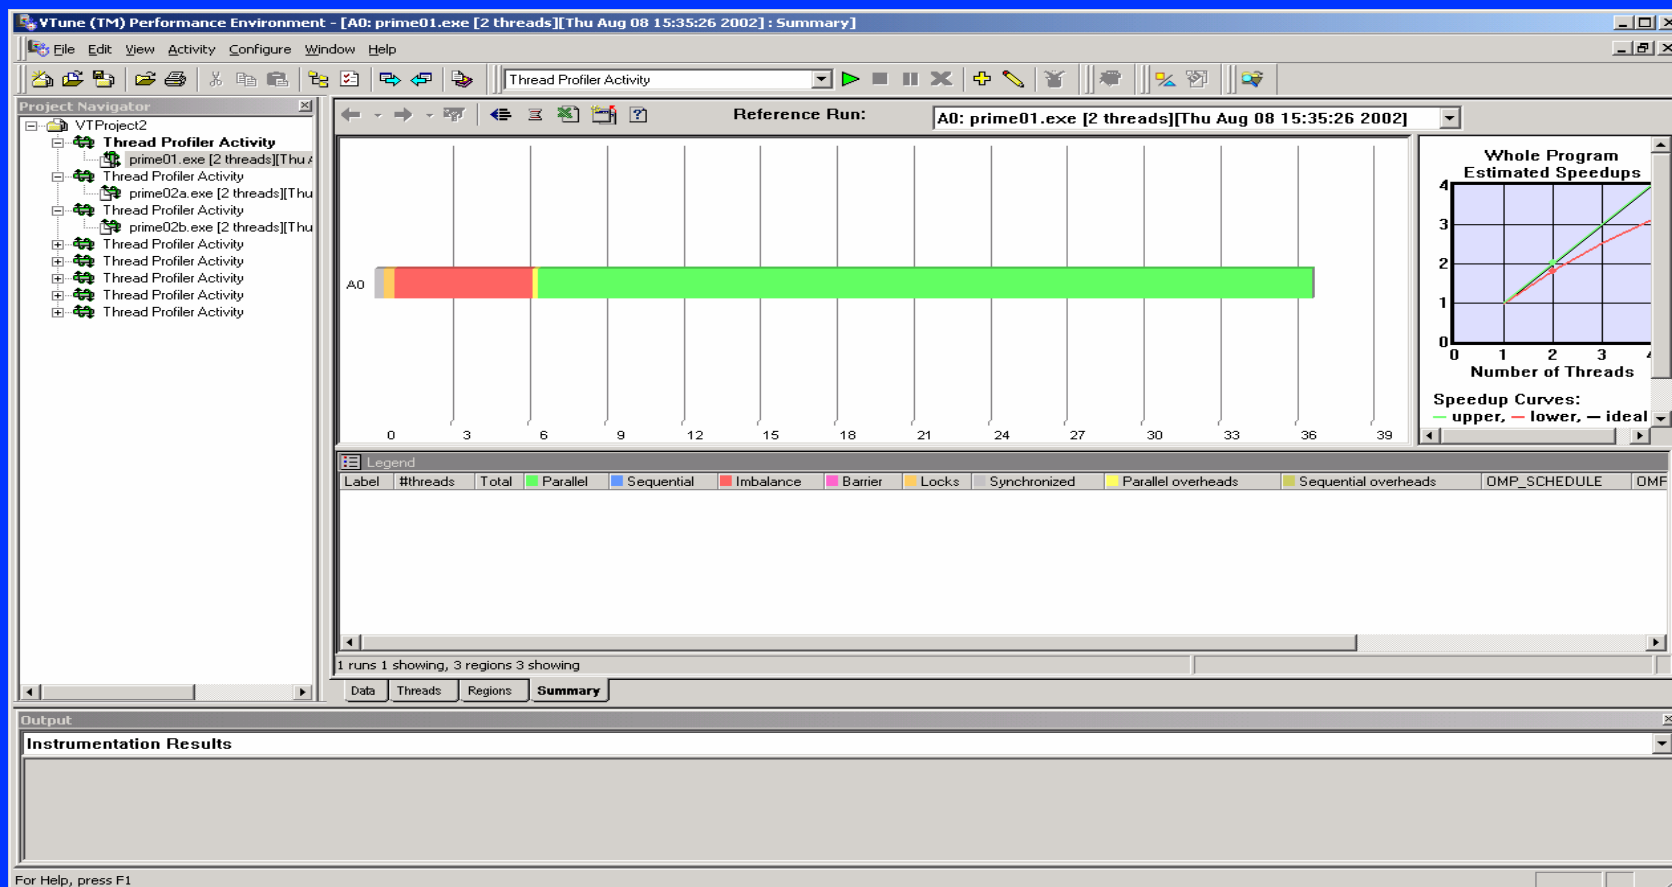 VTune (TM) Performance Environment - [A0: prime01.exe [2 threads][Thu Aug 08 15:35:26 2002] : Summary]
File Edit View Activity Configure Window Help
Thread Profiler Activity
Project Navigator
VTProject2
Thread Profiler Activity
prime01.exe [2 threads][Thu
Thread Profiler Activity
prime02a.exe [2 threads][Thu
Thread Profiler Activity
prime02b.exe [2 threads][Thu
Thread Profiler Activity
Thread Profiler Activity
Thread Profiler Activity
Thread Profiler Activity
Thread Profiler Activity
Reference Run:
A0: prime01.exe [2 threads][Thu Aug 08 15:35:26 2002]
A0
0 3 6 9 12 15 18 21 24 27 30 33 36 39
Whole Program
Estimated Speedups
4
3
2
1
0
0 1 2 3 4
Number of Threads
Speedup Curves:
upper, lower, ideal
Legend
Label #threads Total Parallel Sequential Imbalance Barrier Locks Synchronized Parallel overheads Sequential overheads OMP_SCHEDULE OMP
1 runs 1 showing, 3 regions 3 showing
Data Threads Regions Summary
Output
Instrumentation Results
For Help, press F1